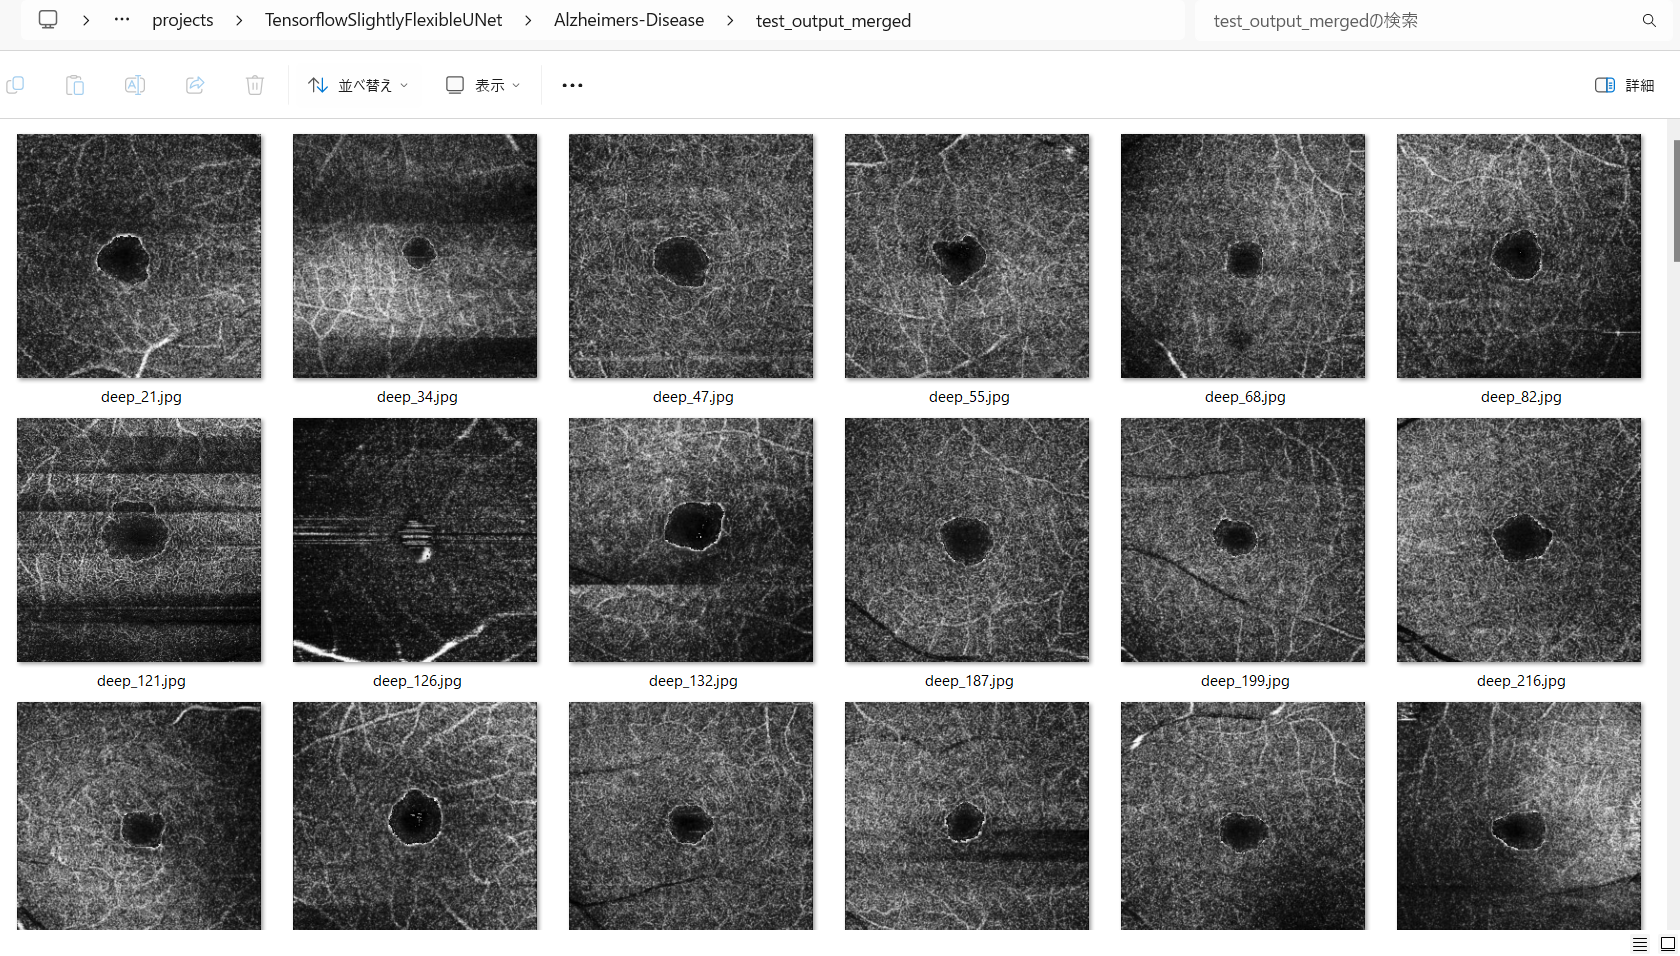 projects > TensorflowSlightlyFlexibleUNet > Alzheimers-Disease > test_output_merged
test_output_mergedの検索
並べ替え
表示
詳細
deep_21.jpg
deep_34.jpg
deep_47.jpg
deep_55.jpg
deep_68.jpg
deep_82.jpg
deep_121.jpg
deep_126.jpg
deep_132.jpg
deep_187.jpg
deep_199.jpg
deep_216.jpg